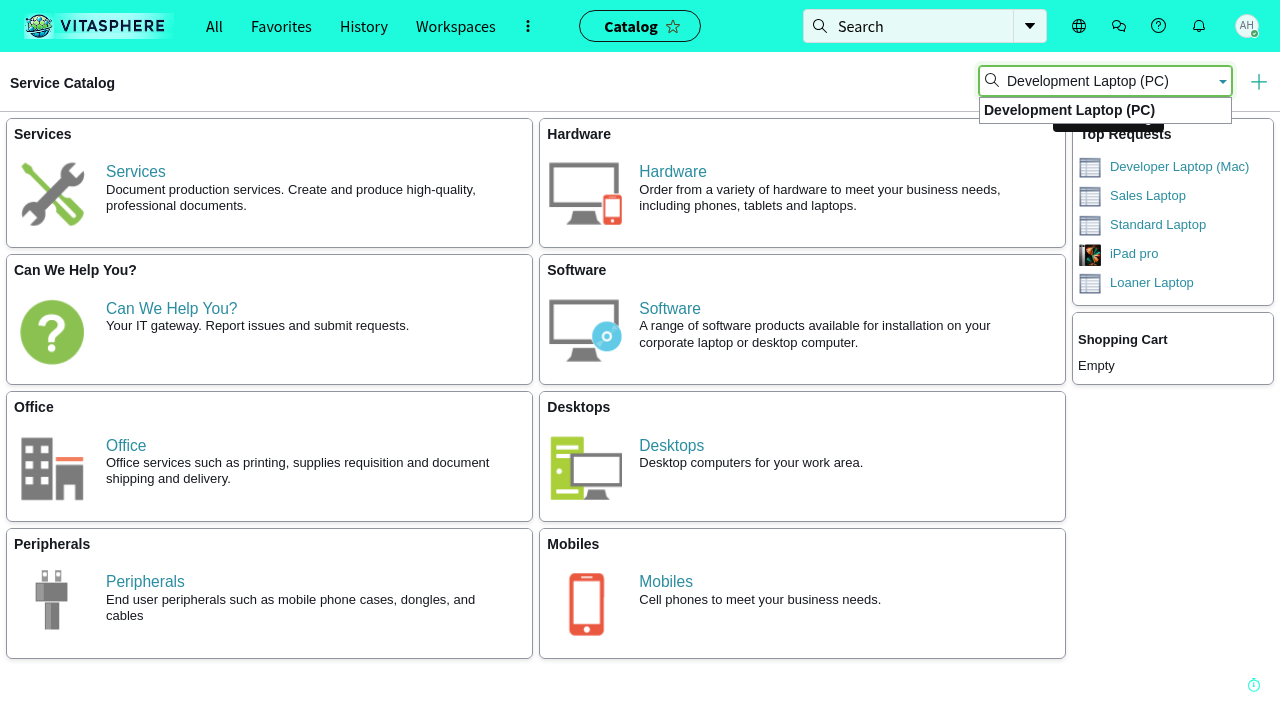 VITASPHERE
All
Favorites
History
Workspaces
Catalog
Search
AH
Service Catalog
Development Laptop (PC)
Development Laptop (PC)
Services
Services
Document production services. Create and produce high-quality,
professional documents.
Hardware
Hardware
Order from a variety of hardware to meet your business needs,
including phones, tablets and laptops.
Top Requests
Developer Laptop (Mac)
Sales Laptop
Standard Laptop
iPad pro
Loaner Laptop
Can We Help You?
Can We Help You?
Your IT gateway. Report issues and submit requests.
Software
Software
A range of software products available for installation on your
corporate laptop or desktop computer.
Shopping Cart
Empty
Office
Office
Office services such as printing, supplies requisition and document
shipping and delivery.
Desktops
Desktops
Desktop computers for your work area.
Peripherals
Peripherals
End user peripherals such as mobile phone cases, dongles, and
cables
Mobiles
Mobiles
Cell phones to meet your business needs.